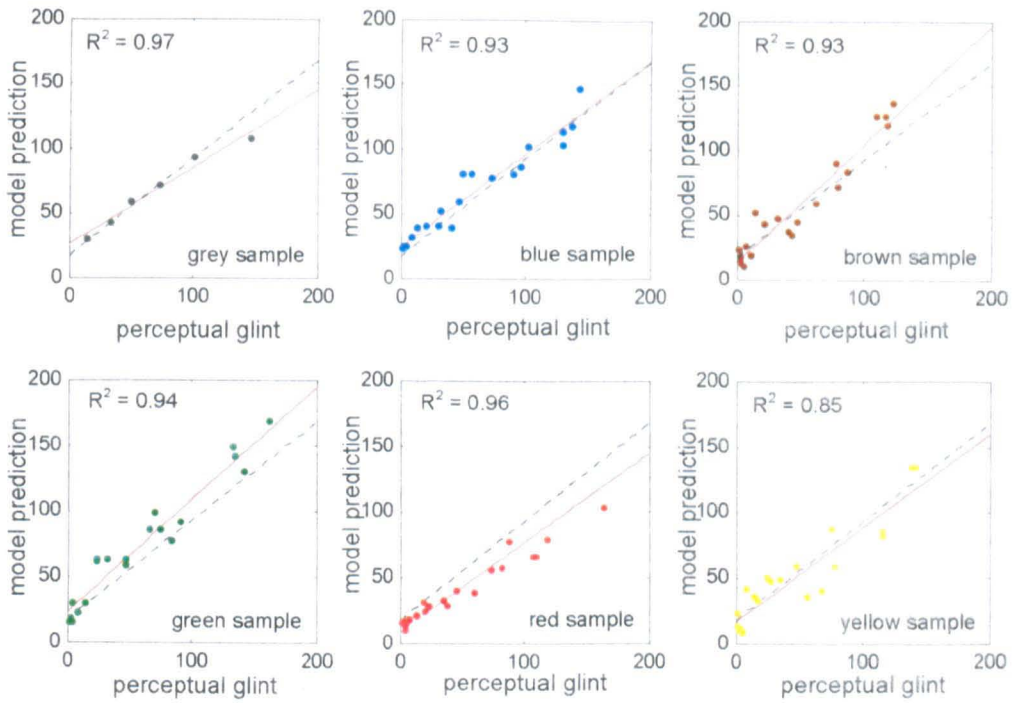 200
R² = 0.97
150
100
50
0
model prediction
grey sample
0
100
200
perceptual glint
200
R² = 0.93
150
100
50
0
model prediction
blue sample
0
100
200
perceptual glint
200
R² = 0.93
150
100
50
0
model prediction
brown sample
0
100
200
perceptual glint
200
R² = 0.94
150
100
50
0
model prediction
green sample
0
100
200
perceptual glint
200
R² = 0.96
150
100
50
0
model prediction
red sample
0
100
200
perceptual glint
200
R² = 0.85
150
100
50
0
model prediction
yellow sample
0
100
200
perceptual glint